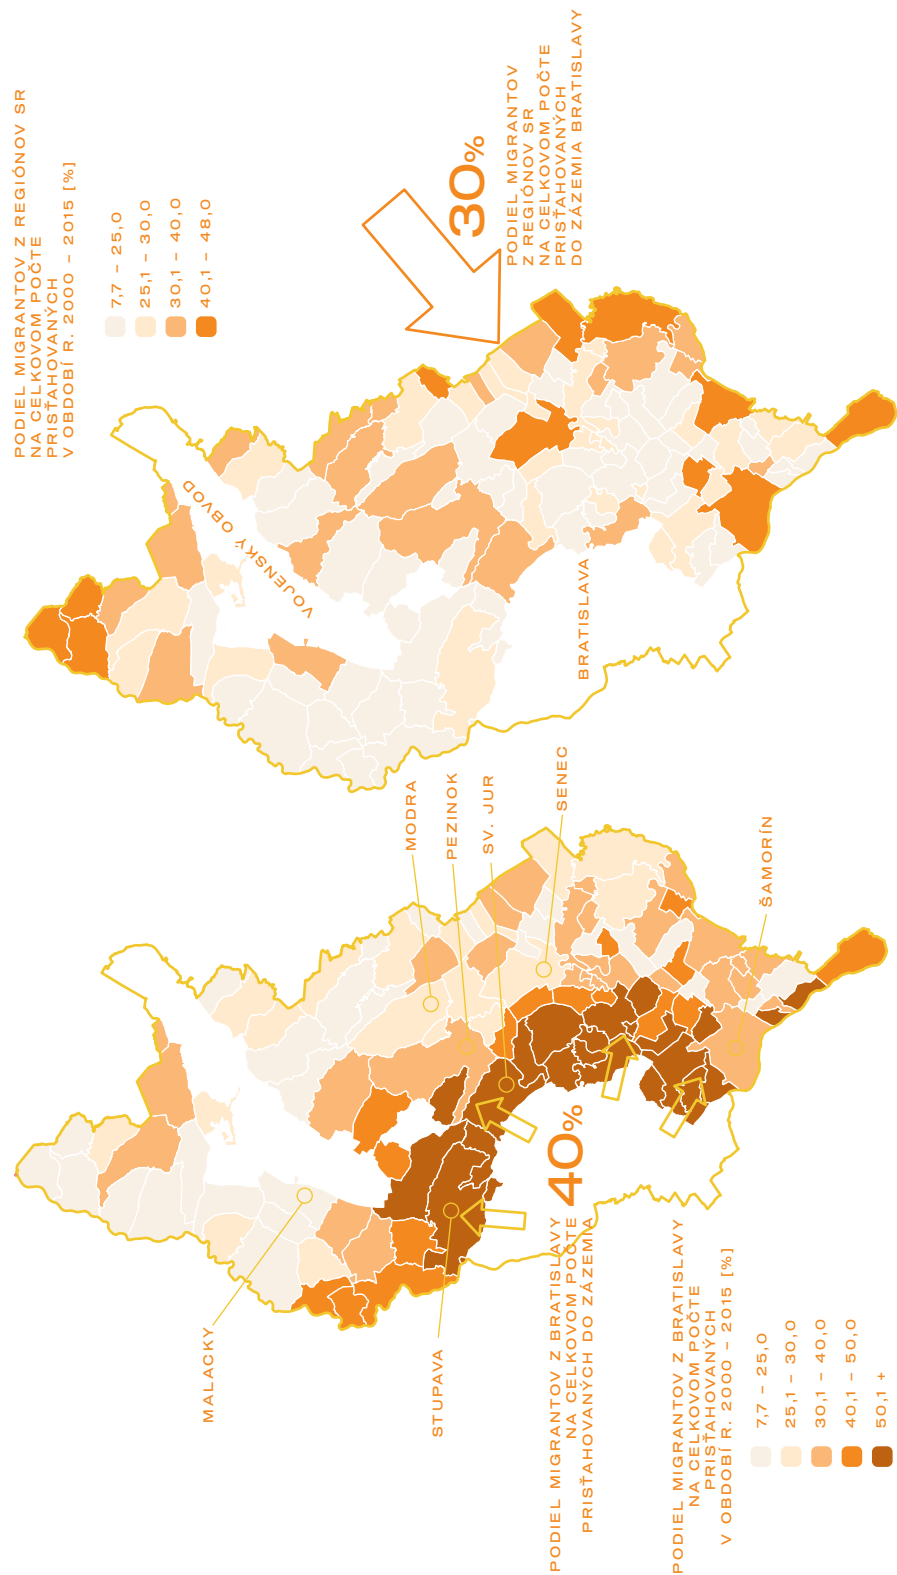 PODIEL MIGRANTOV Z REGIÓNOV SR
NA CELKOVOM POČTE
PRISŤAHOVANÝCH
V OBDOBÍ R. 2000 – 2015 [%]
7,7 – 25,0
25,1 – 30,0
30,1 – 40,0
40,1 – 48,0
30%
PODIEL MIGRANTOV
Z REGIÓNOV SR
NA CELKOVOM POČTE
PRISŤAHOVANÝCH
DO ZÁZEMIA BRATISLAVY
VOJENSKÝ OBVOD
BRATISLAVA
MALACKY
STUPAVA
MODRA
PEZINOK
SV. JUR
SENEC
ŠAMORÍN
40%
PODIEL MIGRANTOV Z BRATISLAVY
NA CELKOVOM POČTE
PRISŤAHOVANÝCH DO ZÁZEMIA
PODIEL MIGRANTOV Z BRATISLAVY
NA CELKOVOM POČTE
PRISŤAHOVANÝCH
V OBDOBÍ R. 2000 – 2015 [%]
7,7 – 25,0
25,1 – 30,0
30,1 – 40,0
40,1 – 50,0
50,1 +